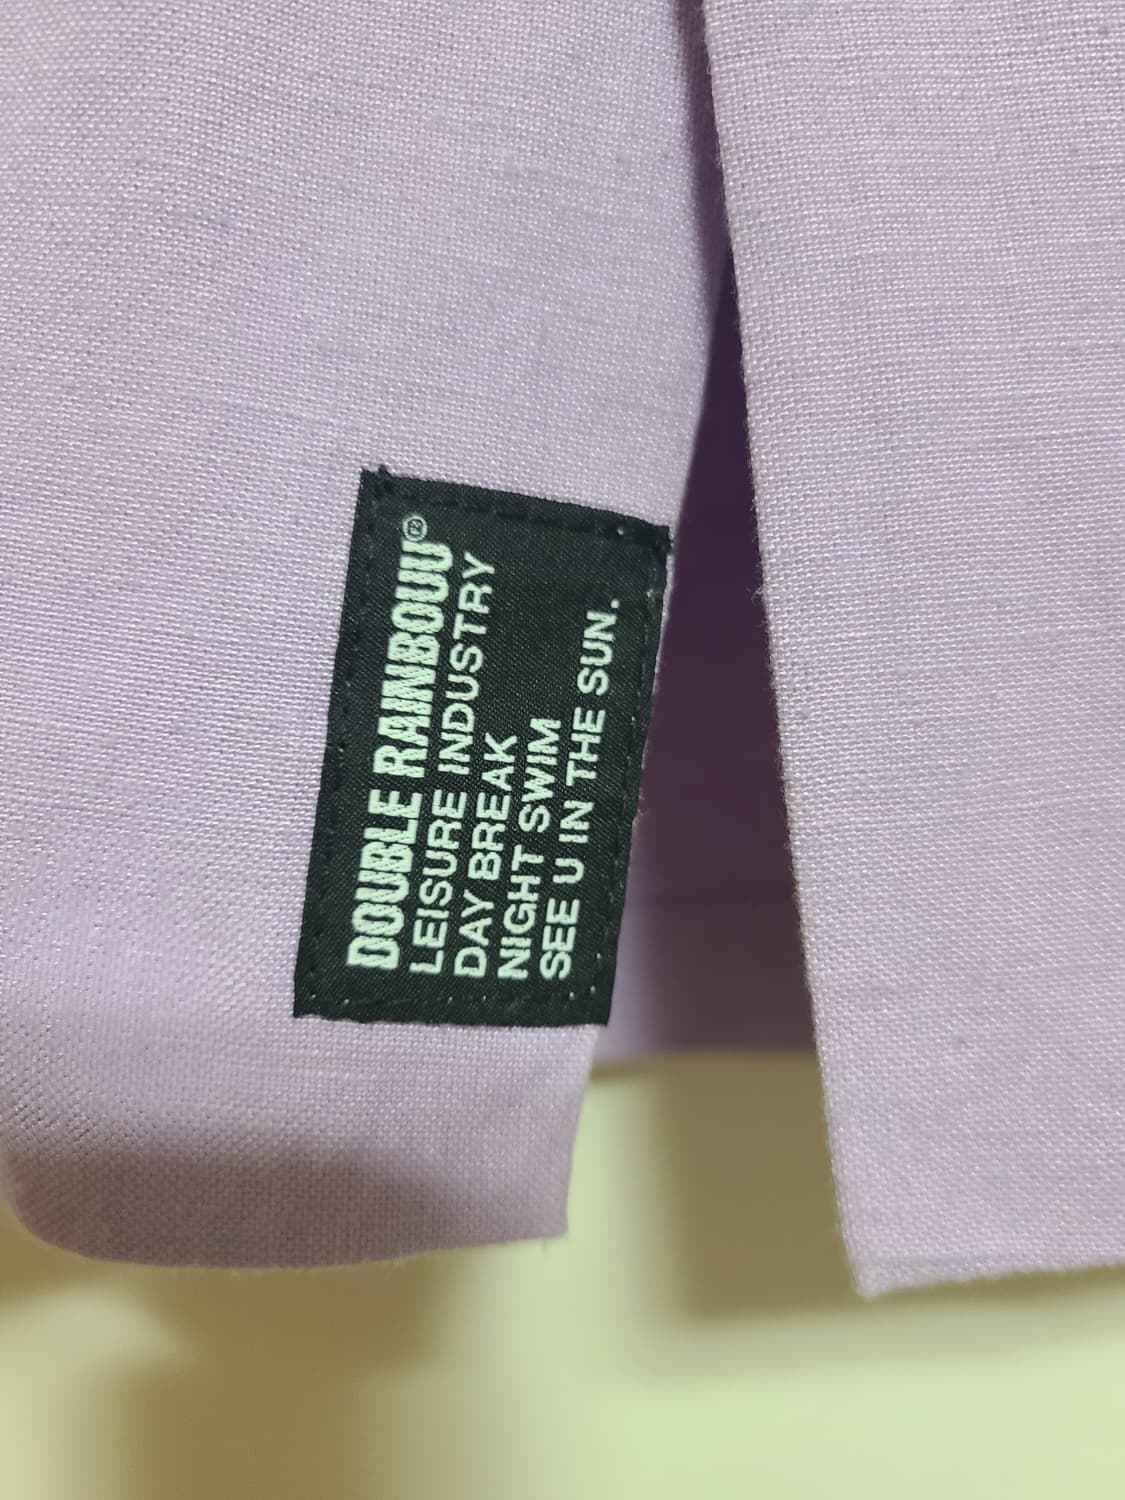 DOUBLE RAINBOUU®
LEISURE INDUSTRY
DAY BREAK
NIGHT SWIM
SEE U IN THE SUN.